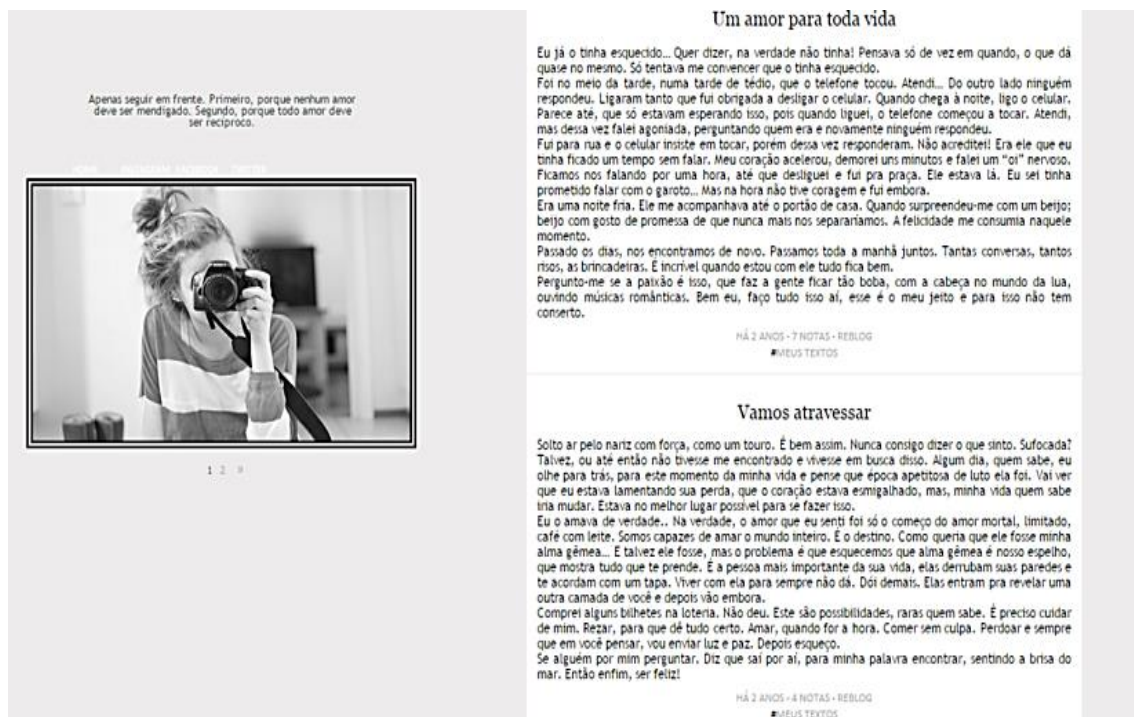 Apenas seguir em frente. Primeiro, porque nenhum amor
deve ser mendigado. Segundo, porque todo amor deve
ser recíproco.
1 2 »
Um amor para toda vida
Eu já o tinha esquecido... Quer dizer, na verdade não tinha! Pensava só de vez em quando, o que dá
quase no mesmo. Só tentava me convencer que o tinha esquecido.
Foi no meio da tarde, numa tarde de tédio, que o telefone tocou. Atendi... Do outro lado ninguém
respondeu. Ligaram tanto que fui obrigada a desligar o celular. Quando chega à noite, ligo o celular.
Parece até, que só estavam esperando isso, pois quando liguei, o telefone começou a tocar. Atendi,
mas dessa vez falei agoniada, perguntando quem era e novamente ninguém respondeu.
Fui para rua e o celular insiste em tocar, porém dessa vez responderam. Não acreditei! Era ele que eu
tinha ficado um tempo sem falar. Meu coração acelerou, demorei uns minutos e falei um “oi” nervoso.
Ficamos nos falando por uma hora, até que desliguei e fui pra praça. Ele estava lá. Eu sei tinha
prometido falar com o garoto... Mas na hora não tive coragem e fui embora.
Era uma noite fria. Ele me acompanhava até o portão de casa. Quando surpreendeu-me com um beijo;
beijo com gosto de promessa de que nunca mais nos separaríamos. A felicidade me consumia naquele
momento.
Passado os dias, nos encontramos de novo. Passamos toda a manhã juntos. Tantas conversas, tantos
risos, as brincadeiras. É incrível quando estou com ele tudo fica bem.
Pergunto-me se a paixão é isso, que faz a gente ficar tão boba, com a cabeça no mundo da lua,
ouvindo músicas românticas. Bem eu, faço tudo isso aí, esse é o meu jeito e para isso não tem
conserto.
HÁ 2 ANOS - 7 NOTAS - REBLOG
#MEUS TEXTOS
Vamos atravessar
Solto ar pelo nariz com força, como um touro. É bem assim. Nunca consigo dizer o que sinto. Sufocada?
Talvez, ou até então não tivesse me encontrado e vivesse em busca disso. Algum dia, quem sabe, eu
olhe para trás, para este momento da minha vida e pense que época apetitosa de luto ela foi. Vai ver
que eu estava lamentando sua perda, que o coração estava esmigalhado, mas, minha vida quem sabe
iria mudar. Estava no melhor lugar possível para se fazer isso.
Eu o amava de verdade.. Na verdade, o amor que eu senti foi só o começo do amor mortal, limitado,
café com leite. Somos capazes de amar o mundo inteiro. É o destino. Como queria que ele fosse minha
alma gêmea... E talvez ele fosse, mas o problema é que esquecemos que alma gêmea é nosso espelho,
que mostra tudo que te prende. É a pessoa mais importante da sua vida, elas derrubam suas paredes e
te acordam com um tapa. Viver com ela para sempre não dá. Dói demais. Elas entram pra revelar uma
outra camada de você e depois vão embora.
Comprei alguns bilhetes na loteria. Não deu. Este são possibilidades, raras quem sabe. É preciso cuidar
de mim. Rezar, para que dê tudo certo. Amar, quando for a hora. Comer sem culpa. Perdoar e sempre
que em você pensar, vou enviar luz e paz. Depois esqueço.
Se alguém por mim perguntar. Diz que saí por aí, para minha palavra encontrar, sentindo a brisa do
mar. Então enfim, ser feliz!
HÁ 2 ANOS - 4 NOTAS - REBLOG
#MEUS TEXTOS